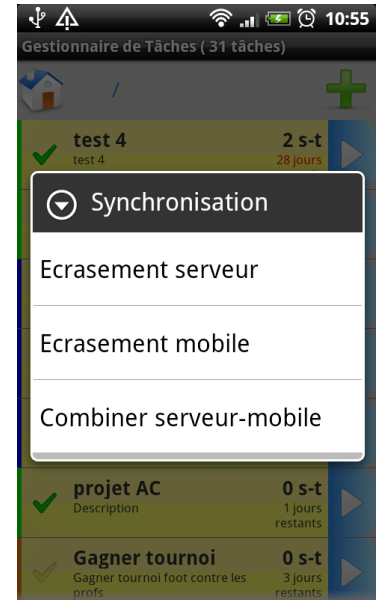 10:55
Gestionnaire de Tâches ( 31 tâches)
/
test 4 2 s-t
test 4 28 jours
Synchronisation
Ecrasement serveur
Ecrasement mobile
Combiner serveur-mobile
projet AC 0 s-t
Description 1 jours
restants
Gagner tournoi 0 s-t
Gagner tournoi foot contre les 3 jours
profs restants